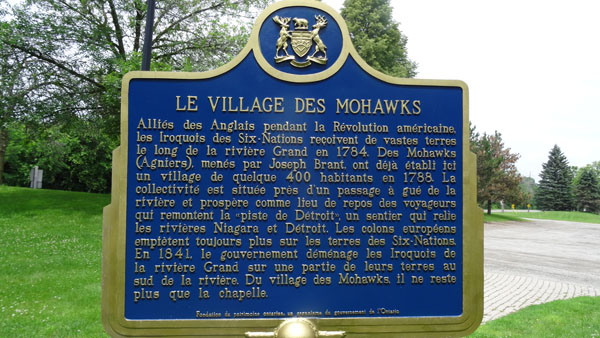 LE VILLAGE DES MOHAWKS
Alliés des Anglais pendant la Révolution américaine,
les Iroquois des Six-Nations reçoivent de vastes terres
le long de la rivière Grand en 1784. Des Mohawks
(Agniers), menés par Joseph Brant, ont déjà établi ici
un village de quelque 400 habitants en 1788. La
collectivité est située près d'un passage à gué de la
rivière et prospère comme lieu de repos des voyageurs
qui remontent la "piste de Détroit", un sentier qui relie
les rivières Niagara et Détroit. Les colons européens
empiètent toujours plus sur les terres des Six-Nations.
En 1841, le gouvernement déménage les Iroquois de
la rivière Grand sur une partie de leurs terres au
sud de la rivière. Du village des Mohawks, il ne reste
plus que la chapelle.
Fondation du patrimoine ontarien, un organisme du gouvernement de l'Ontario